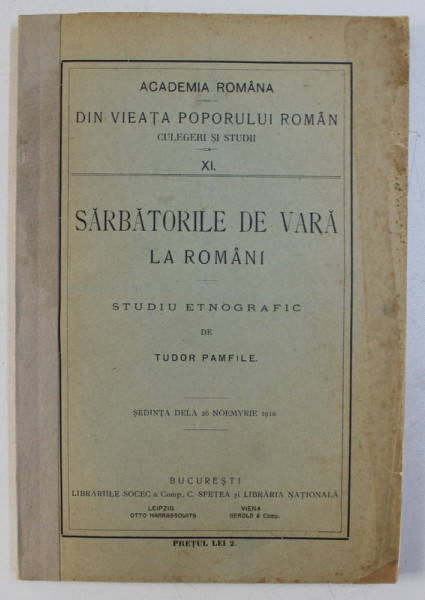 ACADEMIA ROMÂNA
DIN VIEAȚA POPORULUI ROMÂN
CULEGERI ȘI STUDII
XI.
SĂRBĂTORILE DE VARĂ
LA ROMÂNI
STUDIU ETNOGRAFIC
DE
TUDOR PAMFILE.
ȘEDINȚA DELA 26 NOEMVRIE 1910
BUCUREȘTI
LIBRĂRIILE SOCEC & Comp., C. SFETEA și LIBRĂRIA NAȚIONALĂ
LEIPZIG VIENA
OTTO HARRASSOWITS GEROLD & Comp.
PREȚUL LEI 2.